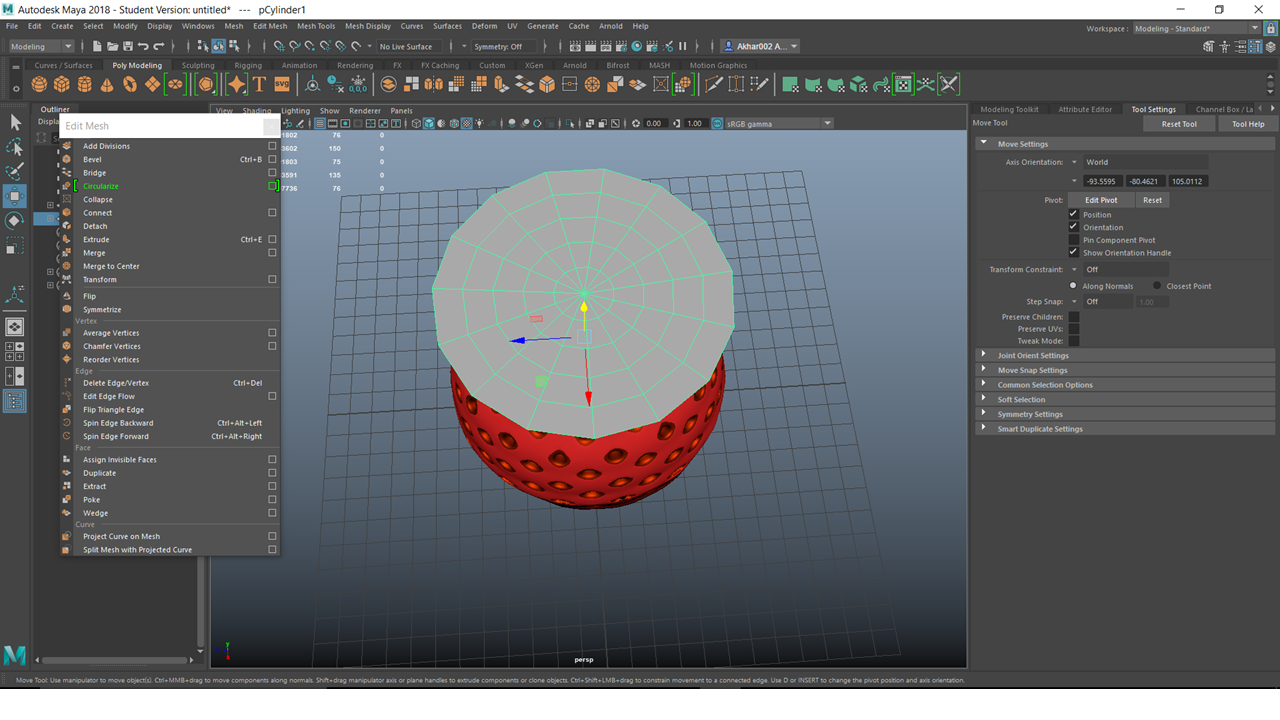 Autodesk Maya 2018 - Student Version: untitled* --- pCylinder1
File Edit Create Select Modify Display Windows Mesh Edit Mesh Mesh Tools Mesh Display Curves Surfaces Deform UV Generate Cache Arnold Help
Workspace : Modeling - Standard*
Modeling No Live Surface Symmetry: Off Akhar002 A...
Curves / Surfaces Poly Modeling Sculpting Rigging Animation Rendering FX FX Caching Custom XGen Arnold Bifrost MASH Motion Graphics
Outliner
Displ
View Shading Lighting Show Renderer Panels
0.00 1.00 sRGB gamma
1802 76 0
3602 150 0
1803 75 0
3591 135 0
7736 76 0
Edit Mesh
Add Divisions
Bevel Ctrl+B
Bridge
Circularize
Collapse
Connect
Detach
Extrude Ctrl+E
Merge
Merge to Center
Transform
Flip
Symmetrize
Vertex
Average Vertices
Chamfer Vertices
Reorder Vertices
Edge
Delete Edge/Vertex Ctrl+Del
Edit Edge Flow
Flip Triangle Edge
Spin Edge Backward Ctrl+Alt+Left
Spin Edge Forward Ctrl+Alt+Right
Face
Assign Invisible Faces
Duplicate
Extract
Poke
Wedge
Curve
Project Curve on Mesh
Split Mesh with Projected Curve
persp
y
Modeling Toolkit Attribute Editor Tool Settings Channel Box / La
Move Tool Reset Tool Tool Help
Move Settings
Axis Orientation: World
-93.5595 -80.4621 105.0112
Pivot: Edit Pivot Reset
Position
Orientation
Pin Component Pivot
Show Orientation Handle
Transform Constraint: Off
Along Normals Closest Point
Step Snap: Off 1.00
Preserve Children:
Preserve UVs:
Tweak Mode:
Joint Orient Settings
Move Snap Settings
Common Selection Options
Soft Selection
Symmetry Settings
Smart Duplicate Settings
Move Tool: Use manipulator to move object(s). Ctrl+MMB+drag to move components along normals. Shift+drag manipulator axis or plane handles to extrude components or clone objects. Ctrl+Shift+LMB+drag to constrain movement to a connected edge. Use D or INSERT to change the pivot position and axis orientation.